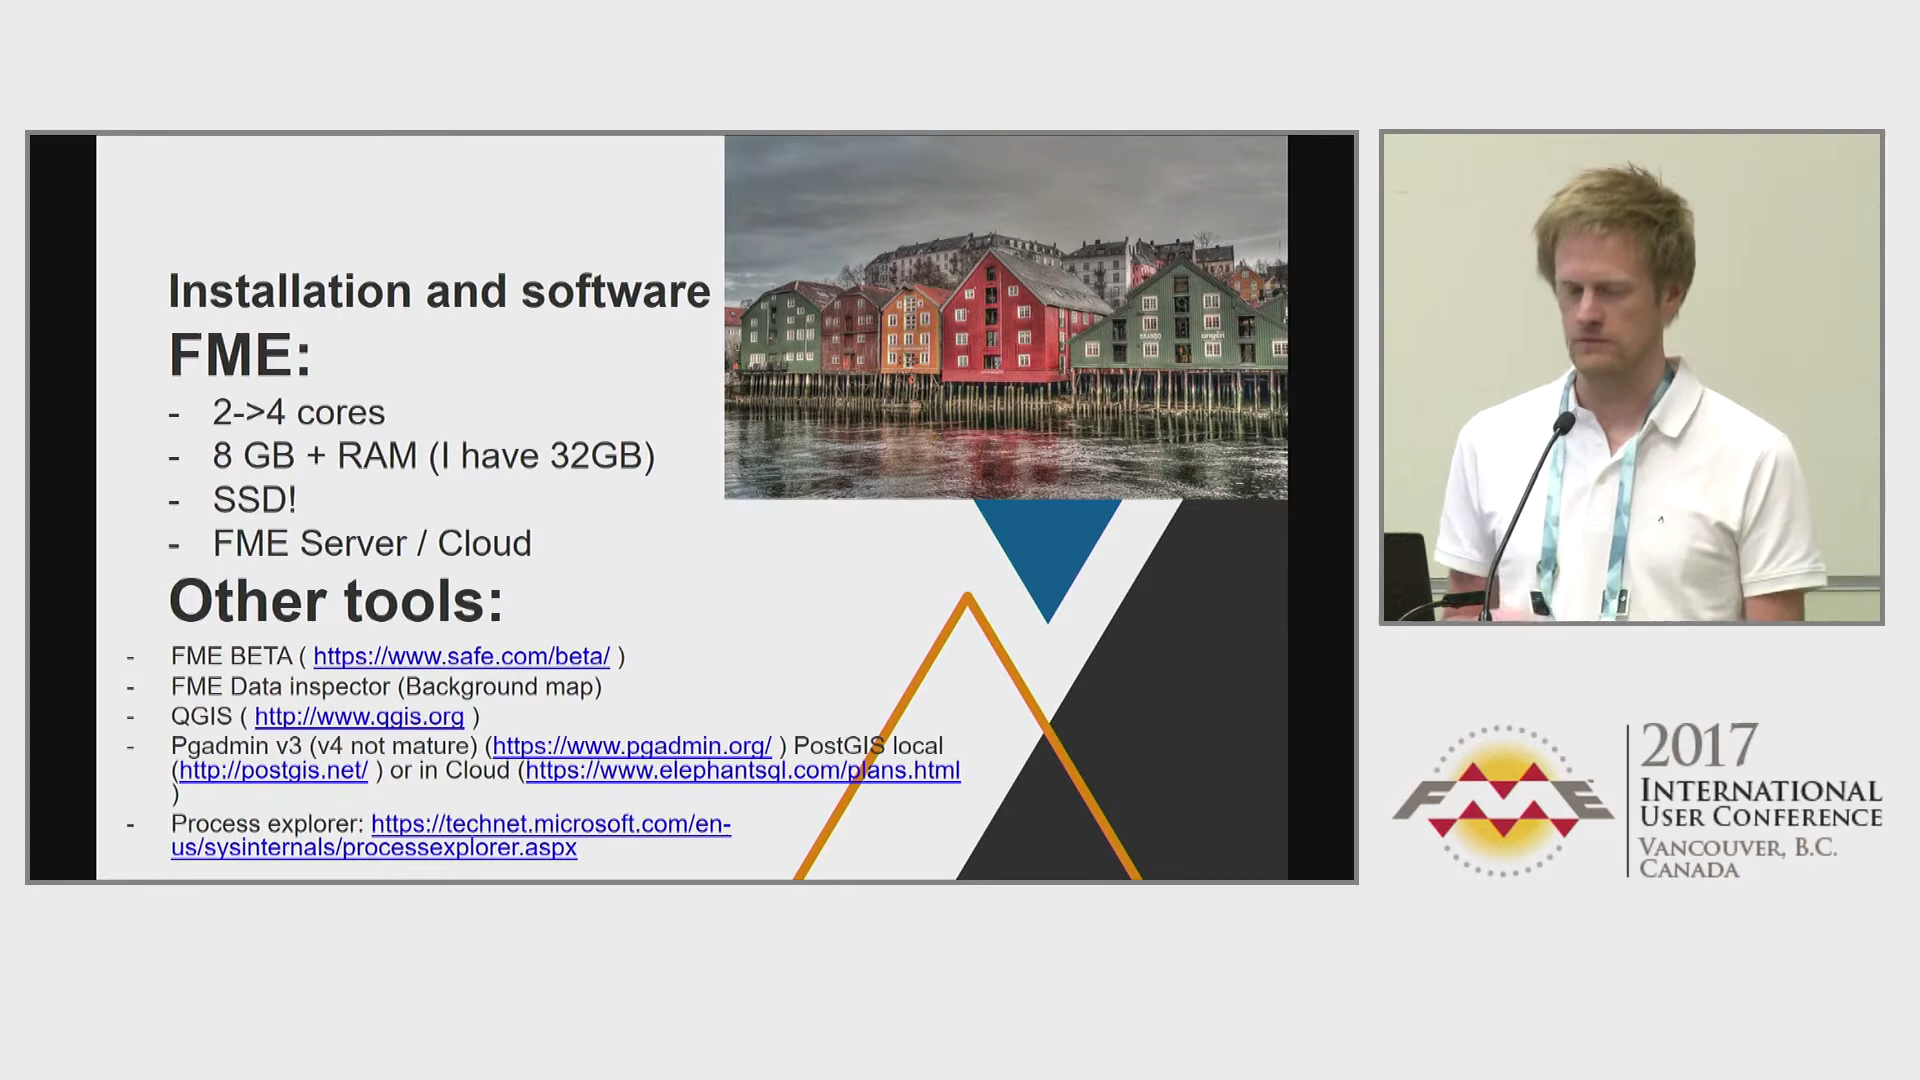 Installation and software
FME:
- 2->4 cores
- 8 GB + RAM (I have 32GB)
- SSD!
- FME Server / Cloud
Other tools:
- FME BETA ( https://www.safe.com/beta/ )
- FME Data inspector (Background map)
- QGIS ( http://www.qgis.org )
- Pgadmin v3 (v4 not mature) (https://www.pgadmin.org/ ) PostGIS local
(http://postgis.net/ ) or in Cloud (https://www.elephantsql.com/plans.html
)
- Process explorer: https://technet.microsoft.com/en-
us/sysinternals/processexplorer.aspx
FME
2017
INTERNATIONAL
USER CONFERENCE
VANCOUVER, B.C.
CANADA